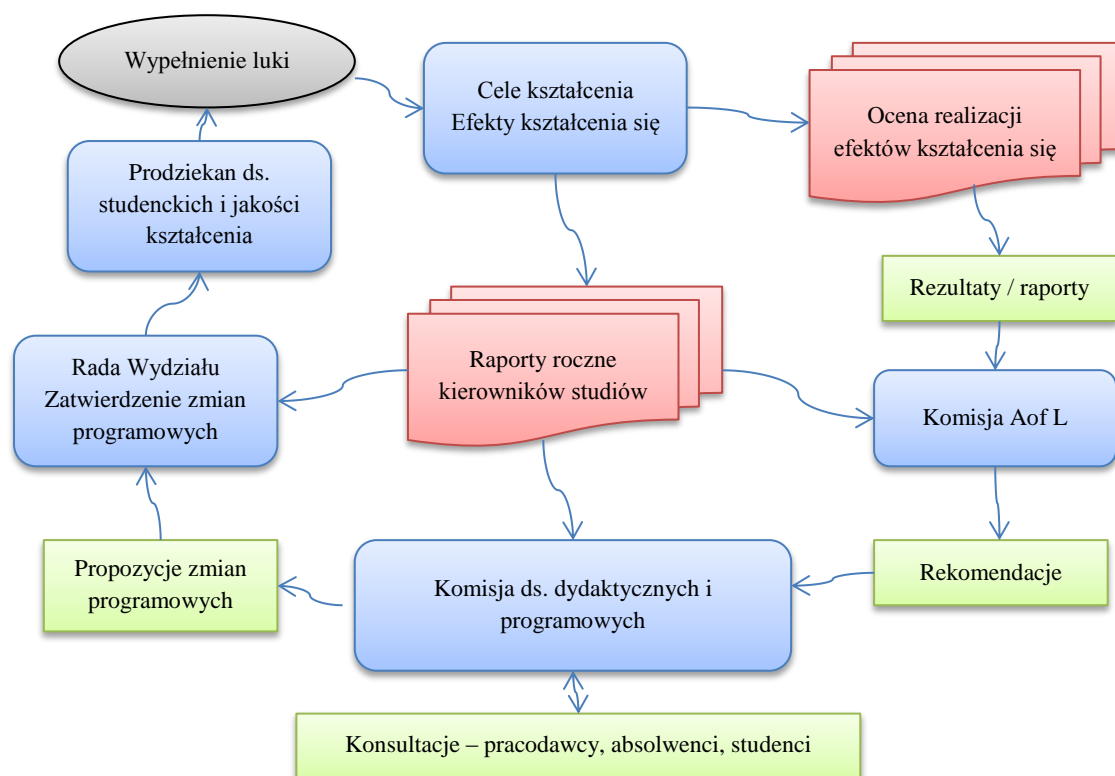 Wypełnienie luki
Cele kształcenia
Efekty kształcenia się
Ocena realizacji
efektów kształcenia się
Prodziekan ds.
studenckich i jakości
kształcenia
Rezultaty / raporty
Raporty roczne
kierowników studiów
Rada Wydziału
Zatwierdzenie zmian
programowych
Komisja Aof L
Propozycje zmian
programowych
Komisja ds. dydaktycznych i
programowych
Rekomendacje
Konsultacje – pracodawcy, absolwenci, studenci